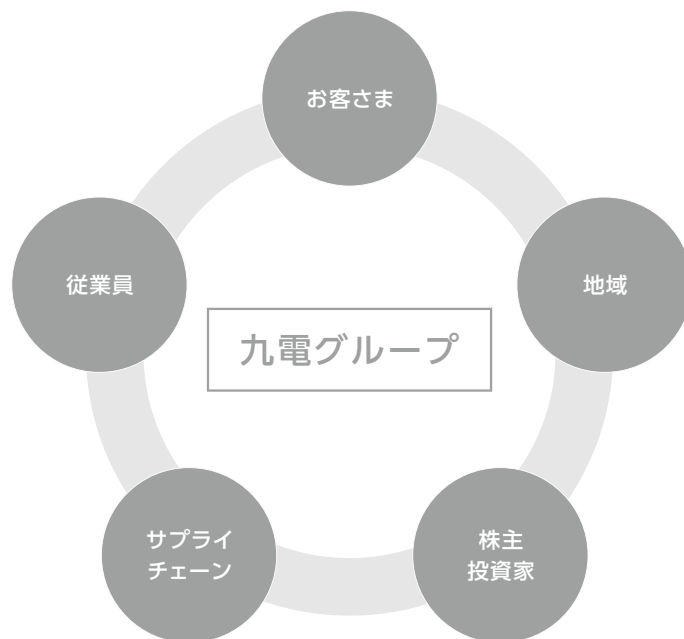 お客さま
従業員
地域
九電グループ
サプライ
チェーン
株主
投資家